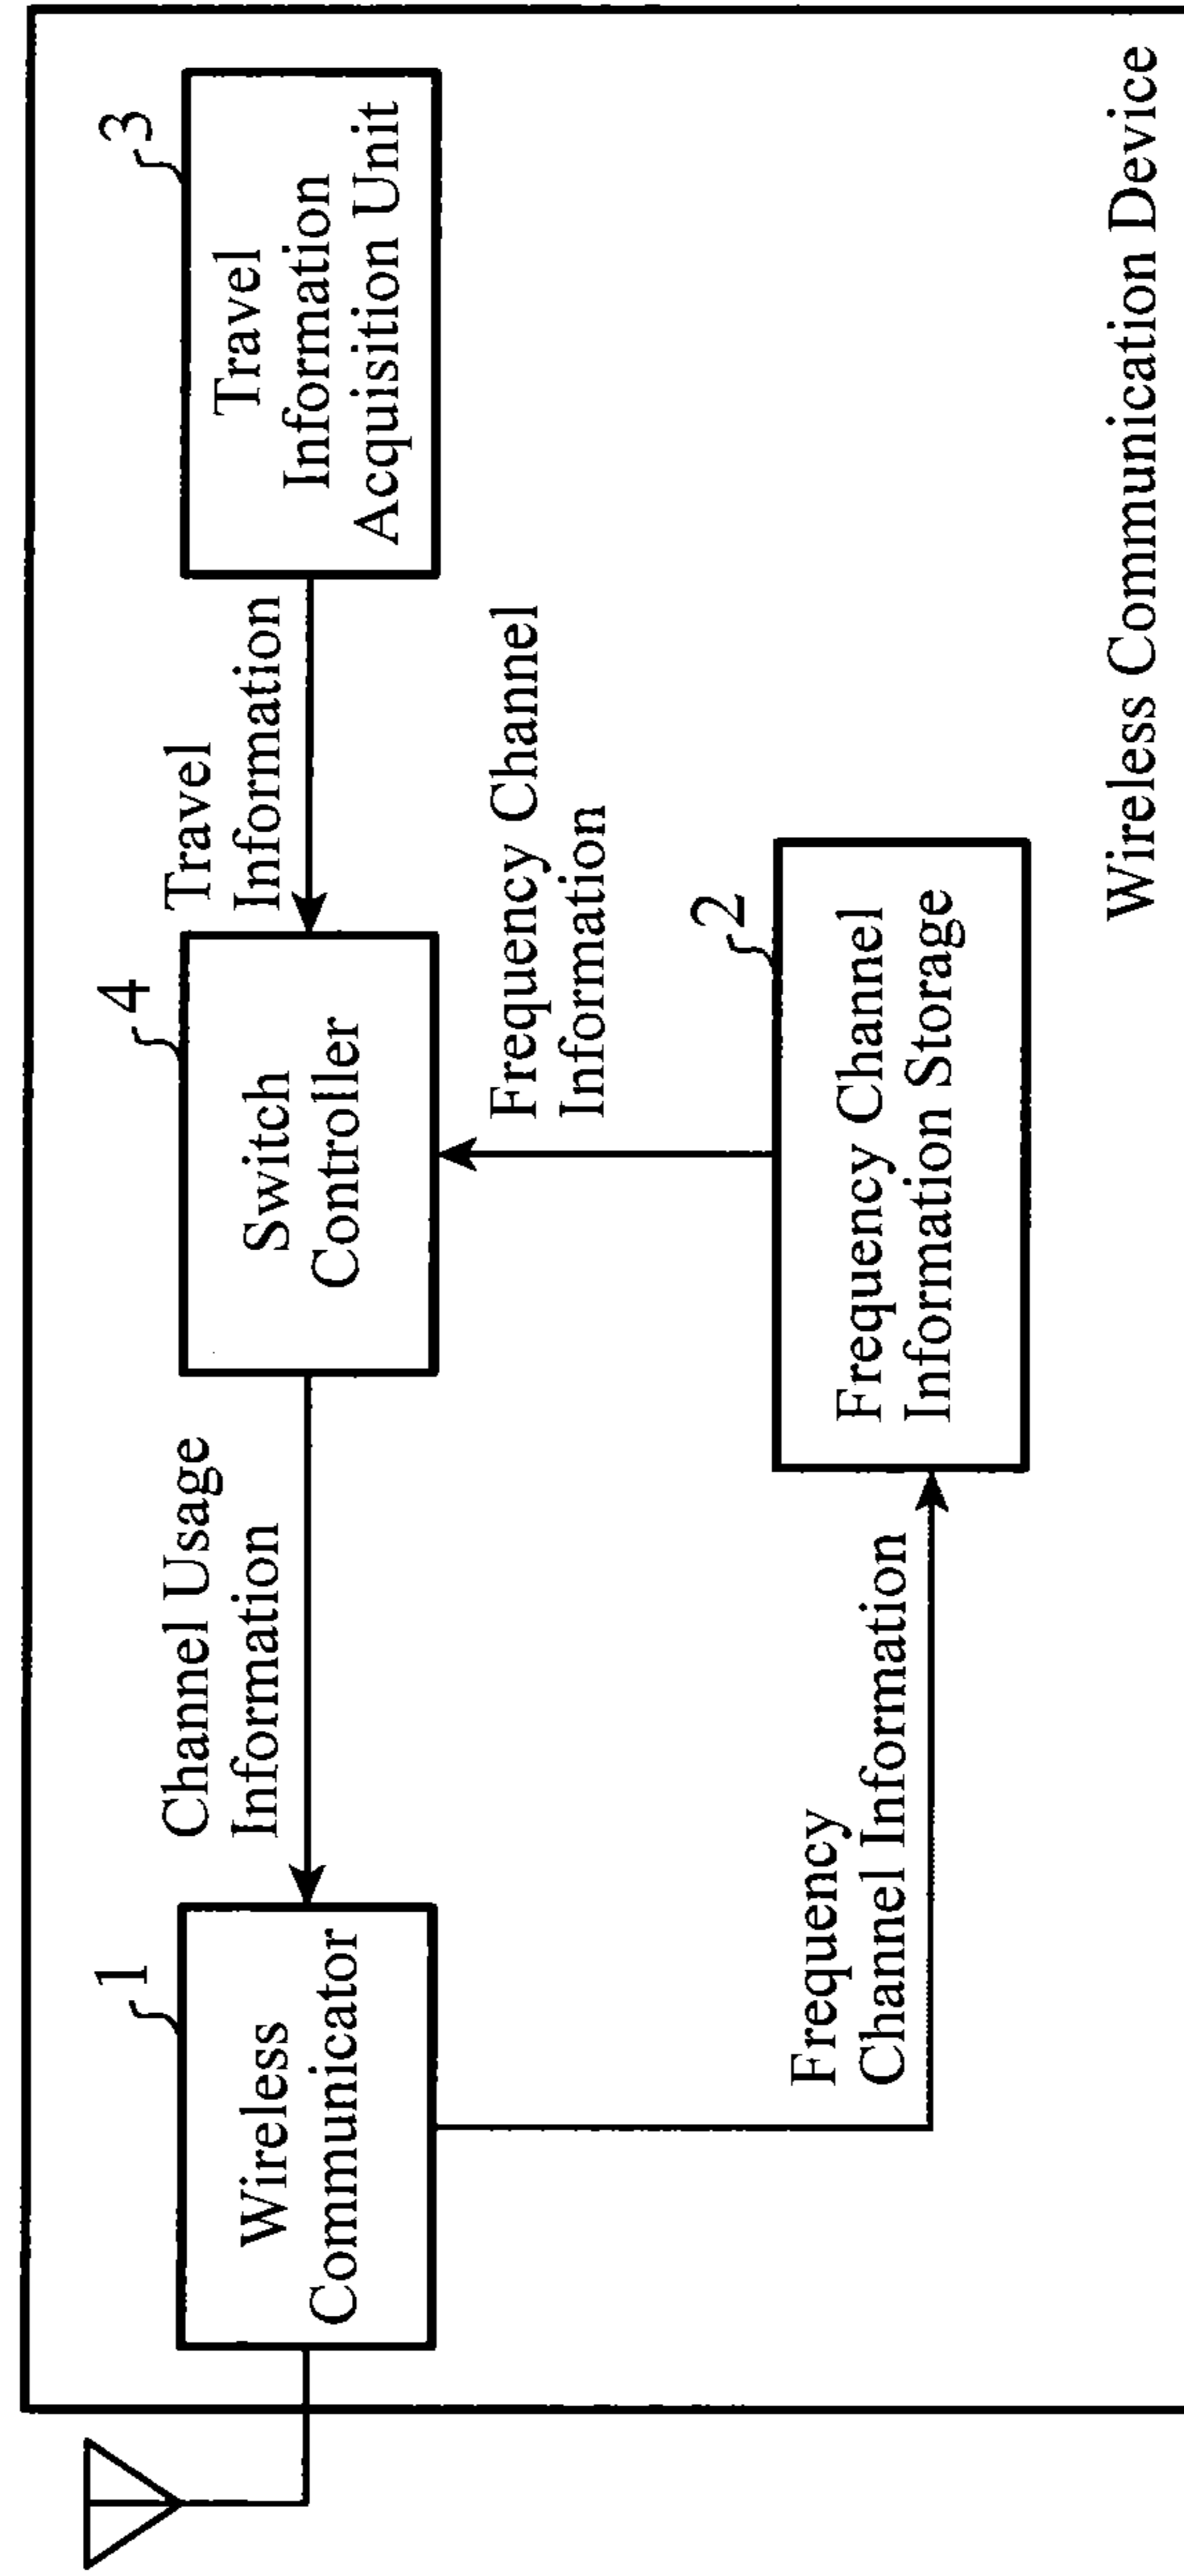 1
Wireless
Communicator
Channel Usage
Information
4
Switch
Controller
Travel
Information
3
Travel
Information
Acquisition Unit
Frequency Channel
Information
Frequency
Channel Information
2
Frequency Channel
Information Storage
Wireless Communication Device